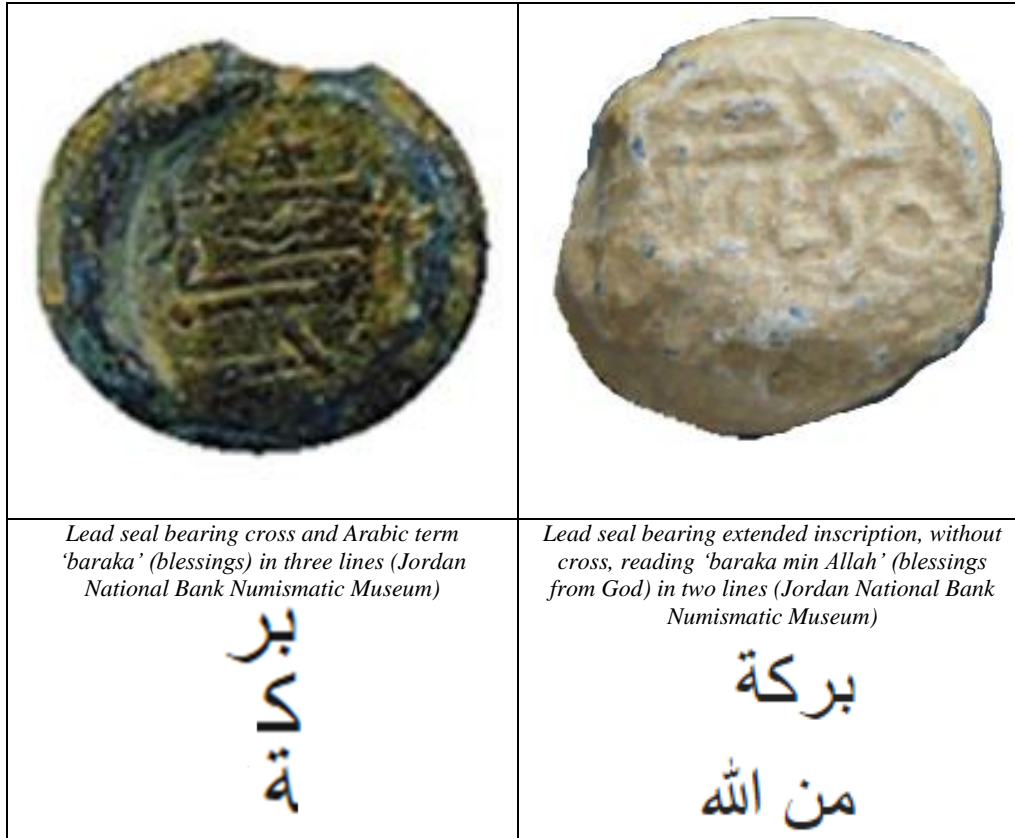 Lead seal bearing cross and Arabic term
‘baraka’ (blessings) in three lines (Jordan
National Bank Numismatic Museum)
بر
كـ
ة
Lead seal bearing extended inscription, without
cross, reading ‘baraka min Allah’ (blessings
from God) in two lines (Jordan National Bank
Numismatic Museum)
بركة
من الله